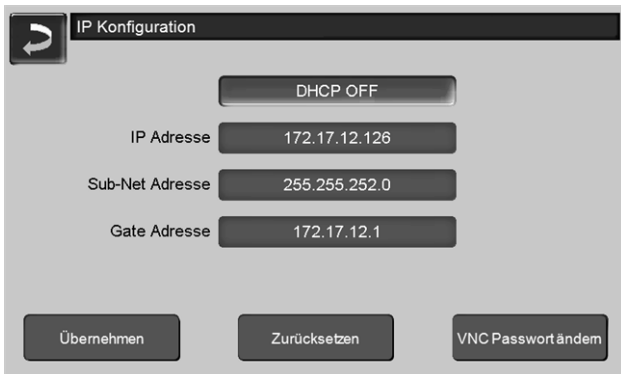 IP Konfiguration
DHCP OFF
IP Adresse 172.17.12.126
Sub-Net Adresse 255.255.252.0
Gate Adresse 172.17.12.1
Übernehmen Zurücksetzen VNC Passwort ändern